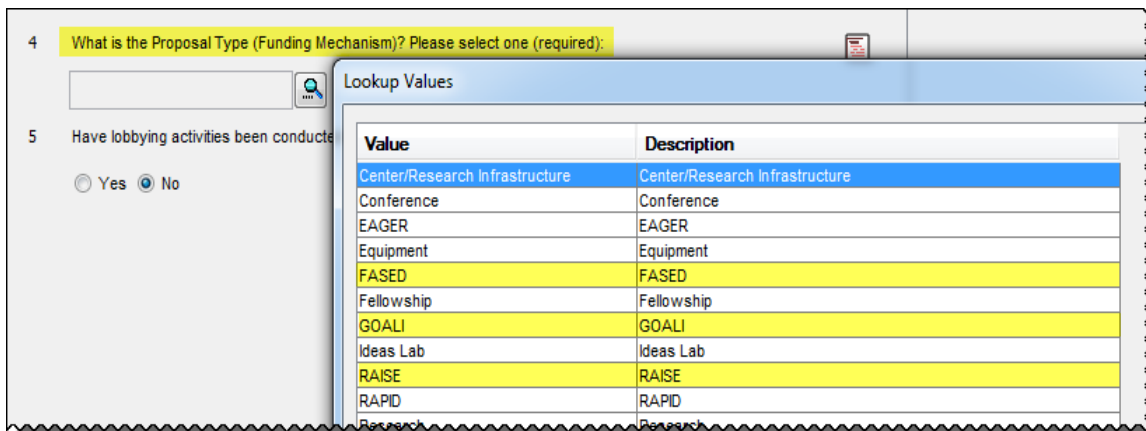 4 What is the Proposal Type (Funding Mechanism)? Please select one (required):
Lookup Values
5 Have lobbying activities been conducte
Yes No
Value Description
Center/Research Infrastructure Center/Research Infrastructure
Conference Conference
EAGER EAGER
Equipment Equipment
FASED FASED
Fellowship Fellowship
GOALI GOALI
Ideas Lab Ideas Lab
RAISE RAISE
RAPID RAPID
Research Research